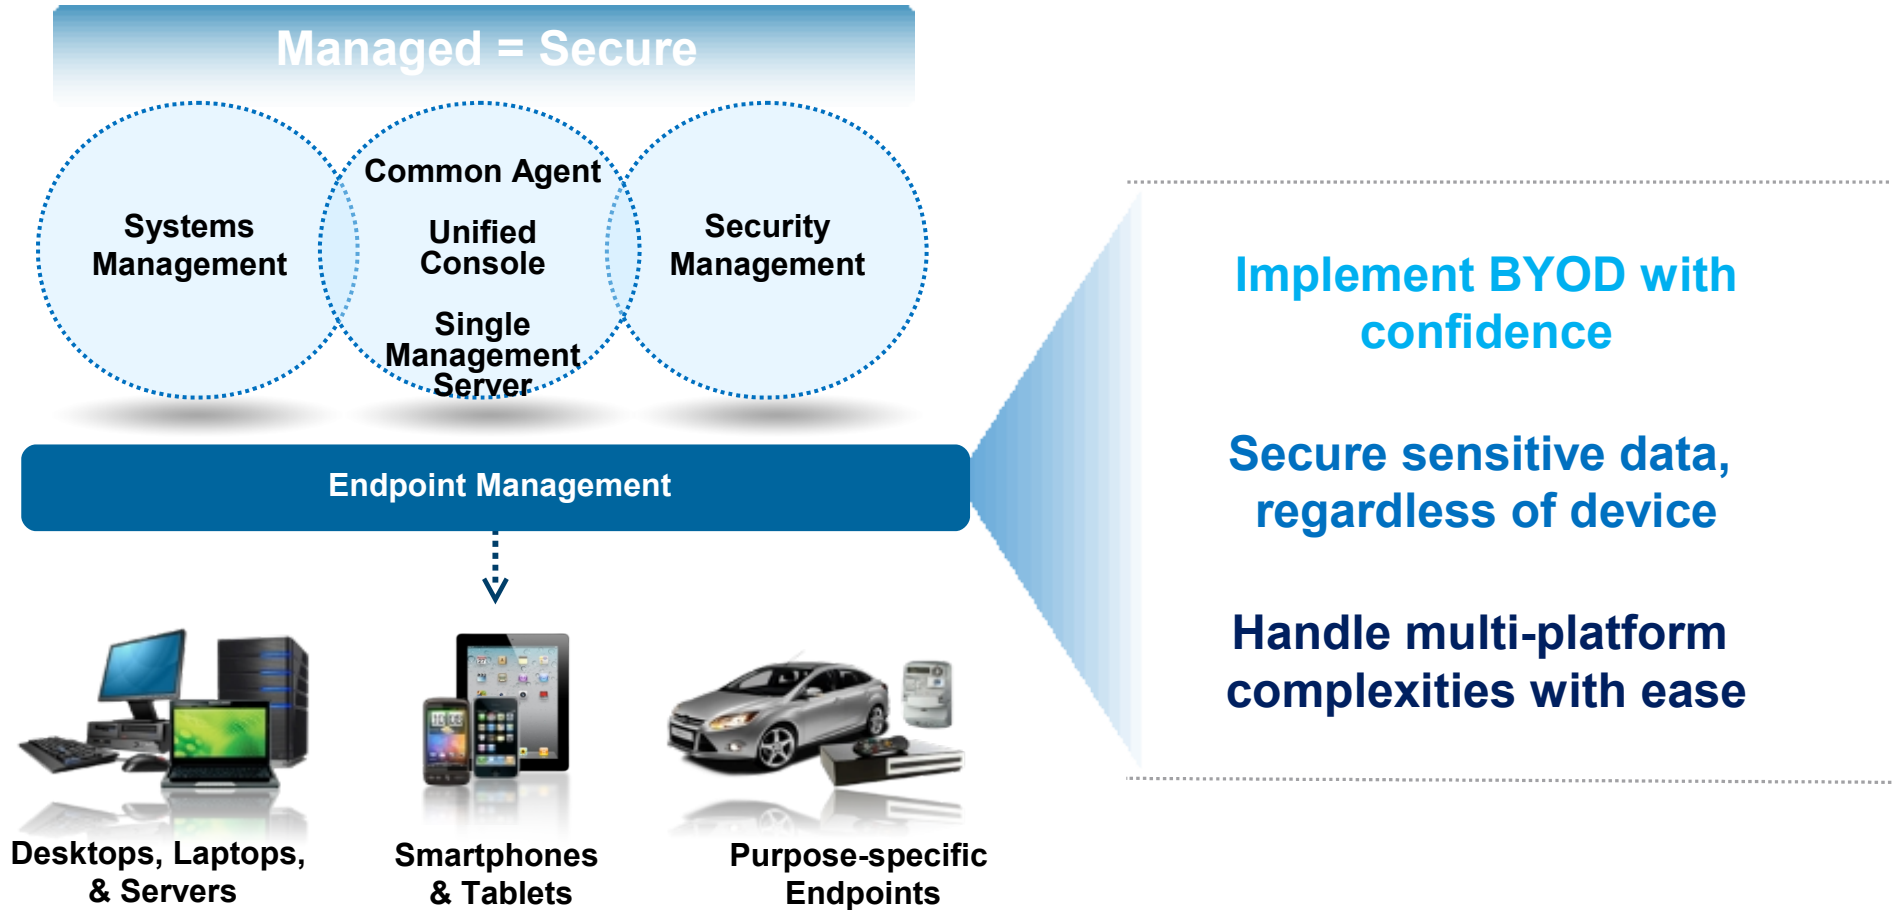 Managed = Secure
Systems
Management
Common Agent
Unified
Console
Single
Management
Server
Security
Management
Endpoint Management
Desktops, Laptops,
& Servers
Smartphones
& Tablets
Purpose-specific
Endpoints
Implement BYOD with
confidence
Secure sensitive data,
regardless of device
Handle multi-platform
complexities with ease